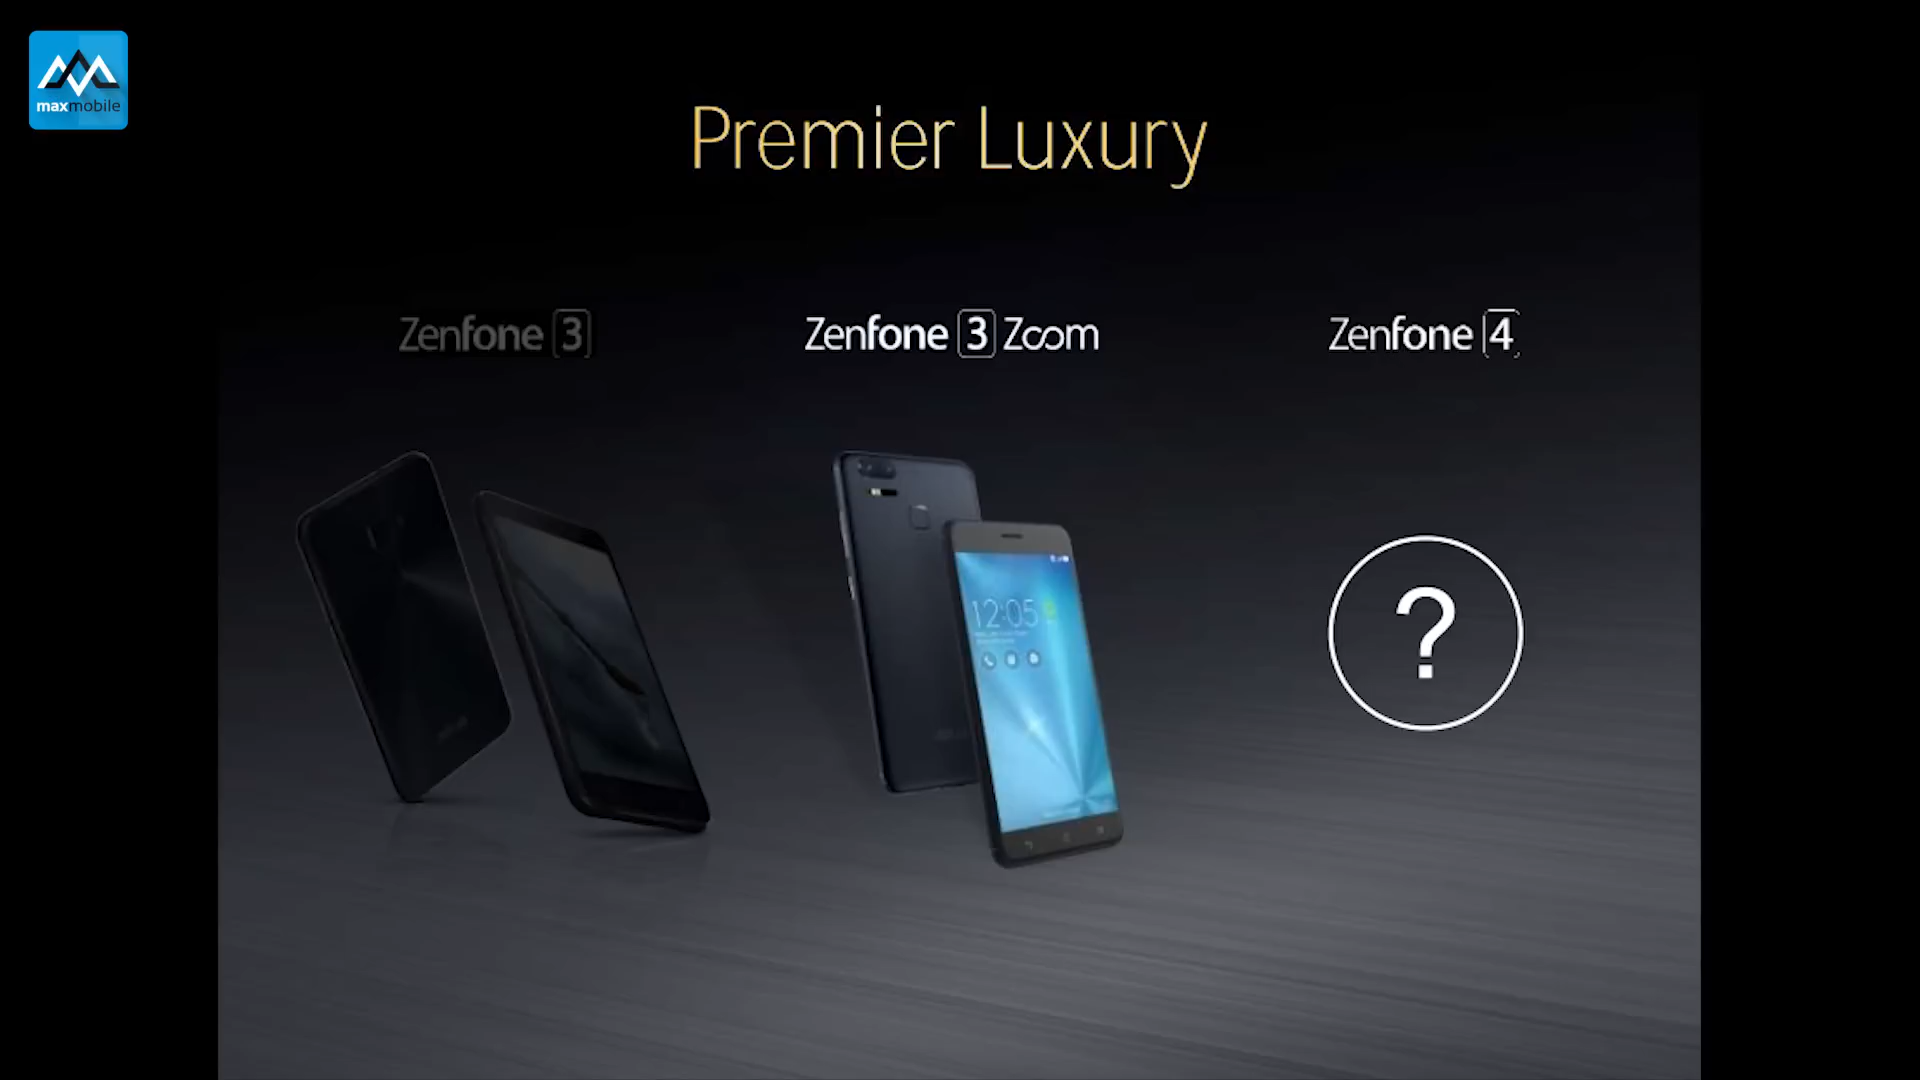 maxmobile
Premier Luxury
Zenfone 3
Zenfone 3 Zoom
Zenfone 4
12:05
?